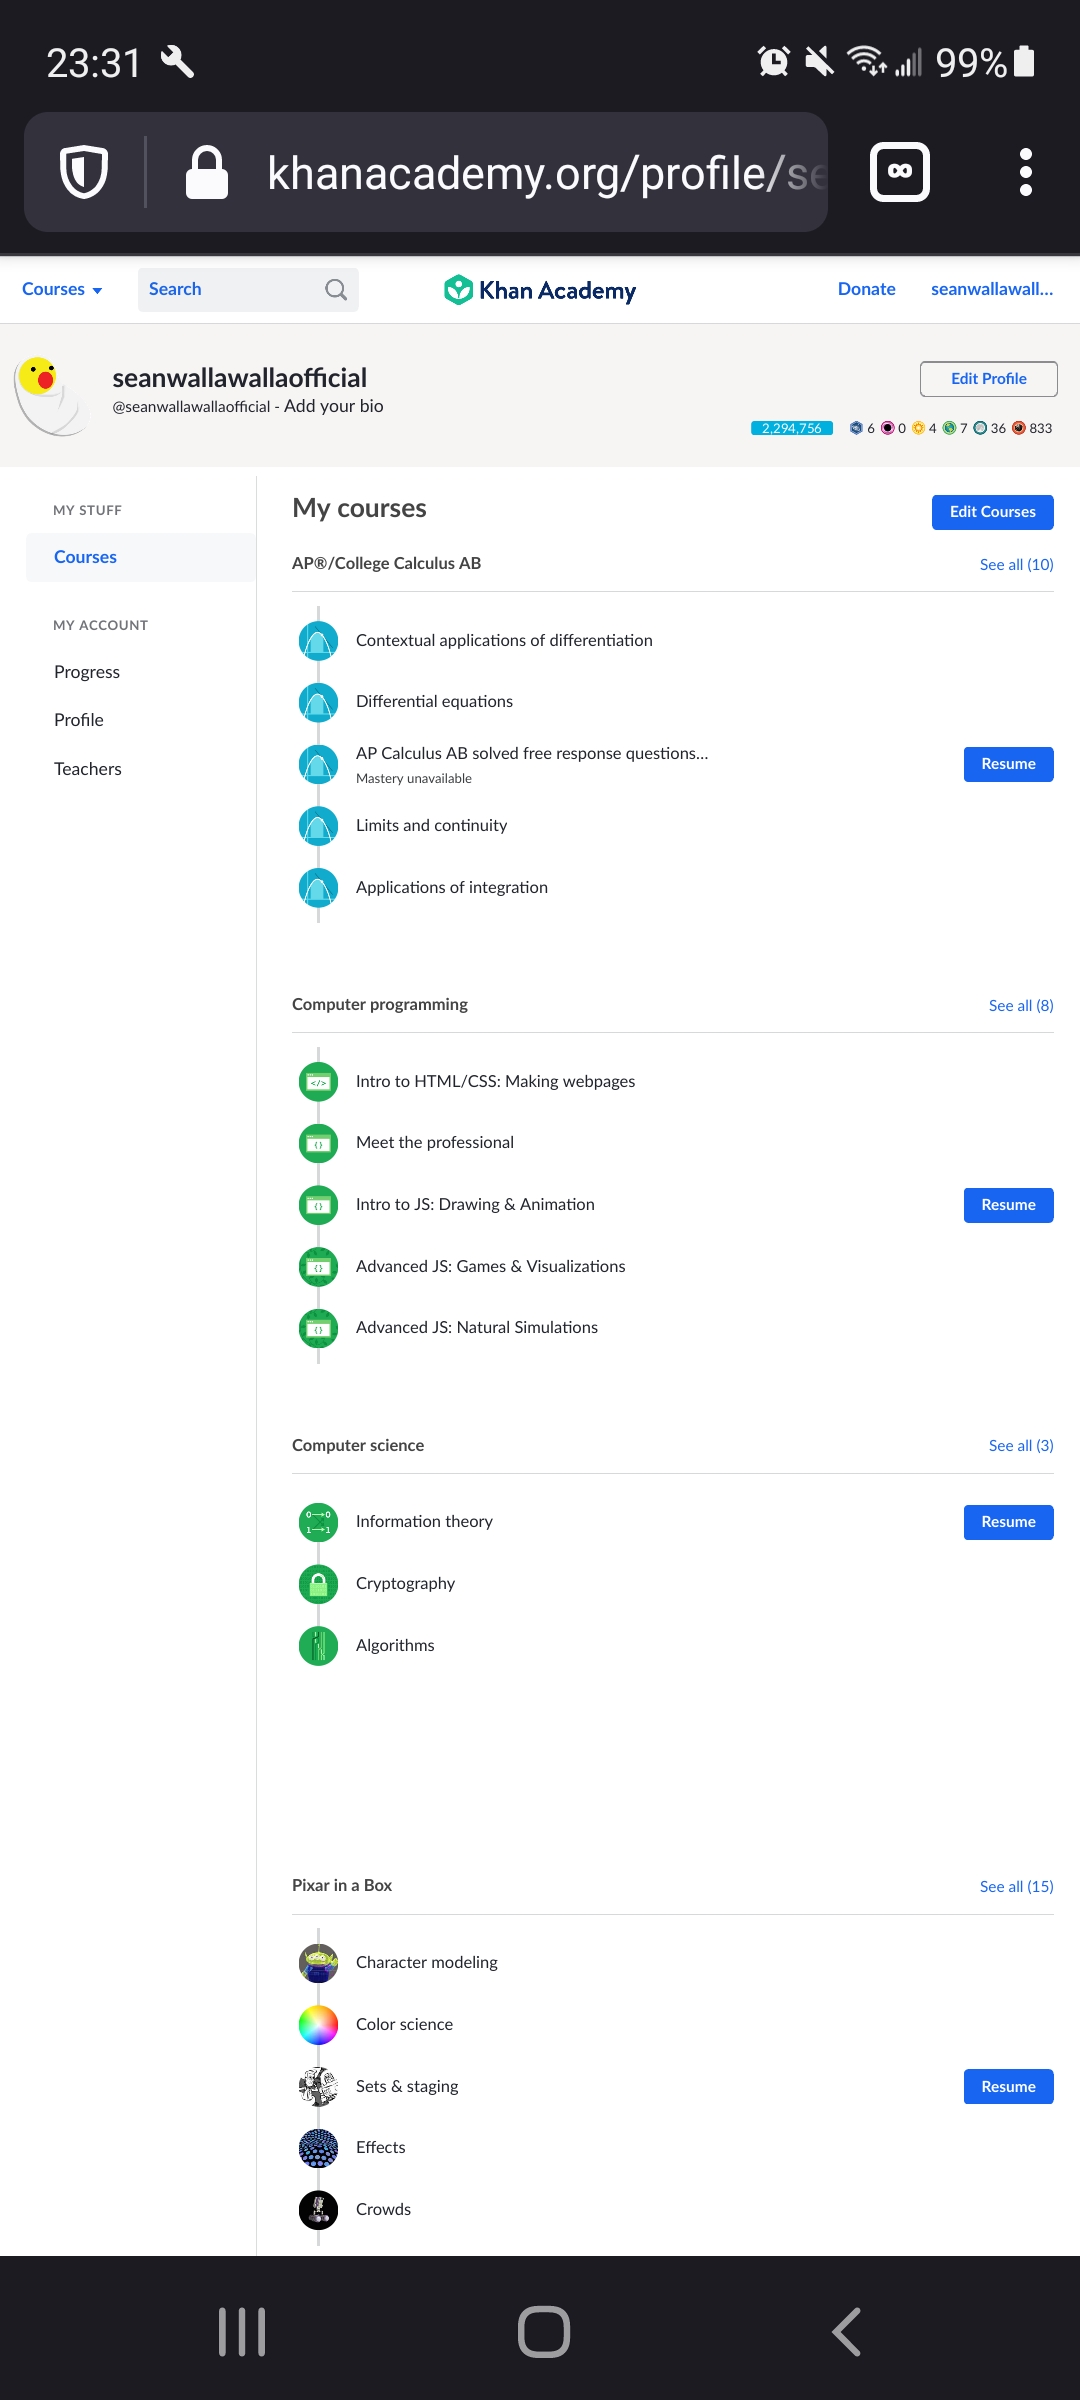 23:31
99%
khanacademy.org/profile/se
Courses
Search
Khan Academy
Donate
seanwallawall...
seanwallawallaofficial
@seanwallawallaofficial - Add your bio
Edit Profile
2,294,756 6 0 4 7 36 833
MY STUFF
Courses
MY ACCOUNT
Progress
Profile
Teachers
My courses
Edit Courses
AP®/College Calculus AB
See all (10)
Contextual applications of differentiation
Differential equations
AP Calculus AB solved free response questions...
Mastery unavailable
Resume
Limits and continuity
Applications of integration
Computer programming
See all (8)
Intro to HTML/CSS: Making webpages
Meet the professional
Intro to JS: Drawing & Animation
Resume
Advanced JS: Games & Visualizations
Advanced JS: Natural Simulations
Computer science
See all (3)
Information theory
Resume
Cryptography
Algorithms
Pixar in a Box
See all (15)
Character modeling
Color science
Sets & staging
Resume
Effects
Crowds